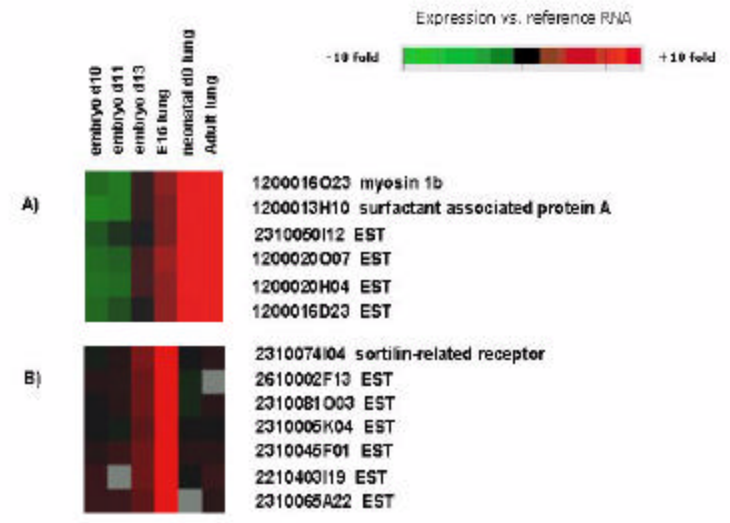 Expression vs. reference RNA
-10 fold
+10 fold
embryo d10
embryo d11
embryo d13
E16 lung
neonatal d0 lung
Adult lung
A)
1200016O23 myosin 1b
1200013H10 surfactant associated protein A
2310050I12 EST
1200020O07 EST
1200020H04 EST
1200016D23 EST
B)
2310074I04 sortilin-related receptor
2610002F13 EST
2310081O03 EST
2310005K04 EST
2310045F01 EST
2210403I19 EST
2310065A22 EST